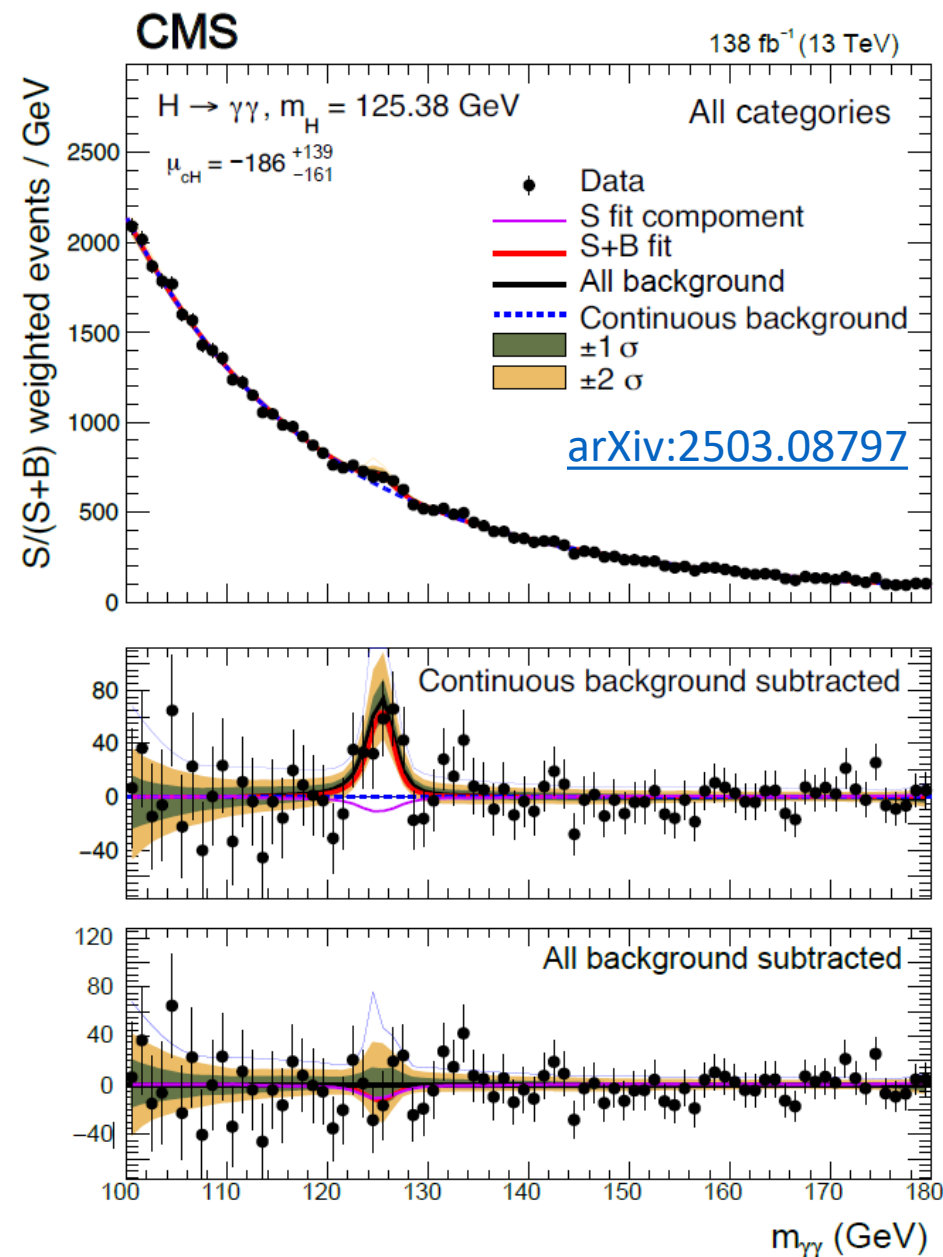 CMS
138 fb⁻¹ (13 TeV)
S/(S+B) weighted events / GeV
H → γγ, m_H = 125.38 GeV
All categories
μ_cH = −186 +139 −161
Data
S fit compoment
S+B fit
All background
Continuous background
±1 σ
±2 σ
arXiv:2503.08797
2500
2000
1500
1000
500
0
Continuous background subtracted
80
40
0
−40
All background subtracted
120
80
40
0
−40
100 110 120 130 140 150 160 170 180
m_γγ (GeV)